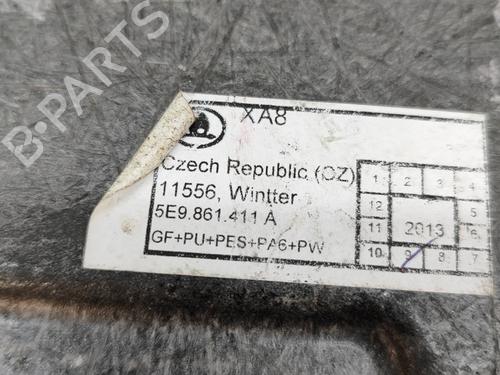 B-PARTS
XA8
Czech Republic (CZ)
11556, Wintter
5E9.861.411 A
GF+PU+PES+PA6+PW
1 2 3 4
12 5
11 2013 6
10 9 8 7